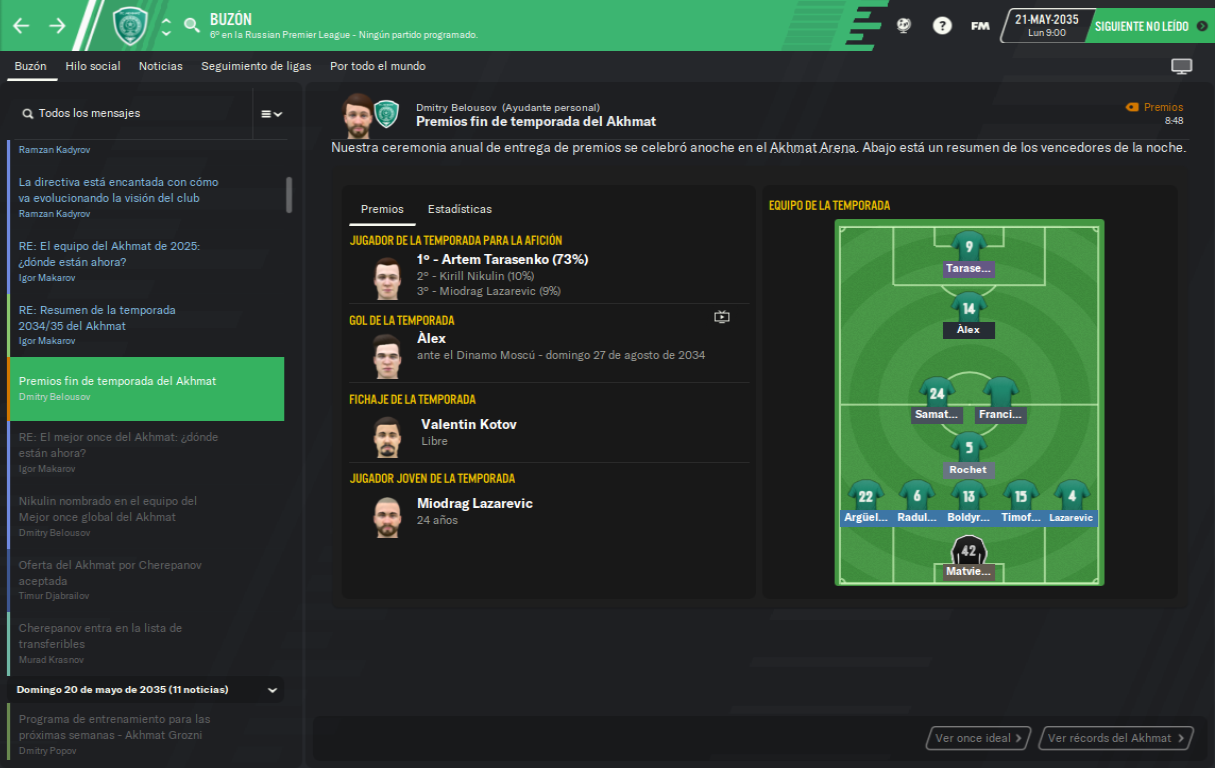 BUZÓN
6º en la Russian Premier League - Ningún partido programado.
?
FM
21-MAY-2035
Lun 9:00
SIGUIENTE NO LEÍDO
Buzón
Hilo social
Noticias
Seguimiento de ligas
Por todo el mundo
Todos los mensajes
Ramzan Kadyrov
La directiva está encantada con cómo
va evolucionando la visión del club
Ramzan Kadyrov
RE: El equipo del Akhmat de 2025:
¿dónde están ahora?
Igor Makarov
RE: Resumen de la temporada
2034/35 del Akhmat
Igor Makarov
Premios fin de temporada del Akhmat
Dmitry Belousov
RE: El mejor once del Akhmat: ¿dónde
están ahora?
Igor Makarov
Nikulin nombrado en el equipo del
Mejor once global del Akhmat
Dmitry Belousov
Oferta del Akhmat por Cherepanov
aceptada
Timur Djabrailov
Cherepanov entra en la lista de
transferibles
Murad Krasnov
Domingo 20 de mayo de 2035 (11 noticias)
Programa de entrenamiento para las
próximas semanas - Akhmat Grozni
Dmitry Popov
Dmitry Belousov (Ayudante personal)
Premios fin de temporada del Akhmat
Premios
8:48
Nuestra ceremonia anual de entrega de premios se celebró anoche en el Akhmat Arena. Abajo está un resumen de los vencedores de la noche.
Premios
Estadísticas
JUGADOR DE LA TEMPORADA PARA LA AFICIÓN
1º - Artem Tarasenko (73%)
2º - Kirill Nikulin (10%)
3º - Miodrag Lazarevic (9%)
GOL DE LA TEMPORADA
Àlex
ante el Dinamo Moscú - domingo 27 de agosto de 2034
FICHAJE DE LA TEMPORADA
Valentin Kotov
Libre
JUGADOR JOVEN DE LA TEMPORADA
Miodrag Lazarevic
24 años
EQUIPO DE LA TEMPORADA
9
Tarase...
14
Àlex
24
Samat...
Franci...
5
Rochet
22
6
13
15
4
Argüel...
Radul...
Boldyr...
Timof...
Lazarevic
42
Matvie...
Ver once ideal
Ver récords del Akhmat